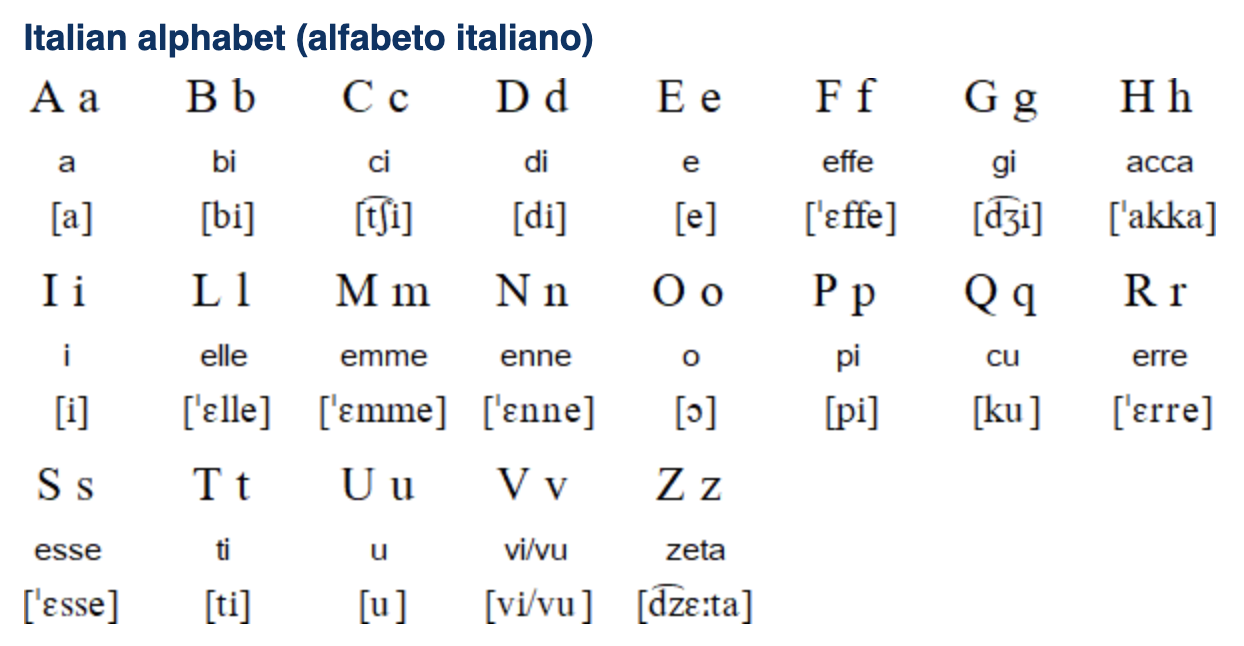 Italian alphabet (alfabeto italiano)
A a B b C c D d E e F f G g H h
a bi ci di e effe gi acca
[a] [bi] [t͡ʃi] [di] [e] [ˈɛffe] [d͡ʒi] [ˈakka]
I i L l M m N n O o P p Q q R r
i elle emme enne o pi cu erre
[i] [ˈɛlle] [ˈɛmme] [ˈɛnne] [ɔ] [pi] [ku] [ˈɛrre]
S s T t U u V v Z z
esse ti u vi/vu zeta
[ˈɛsse] [ti] [u] [vi/vu] [d͡zɛːta]